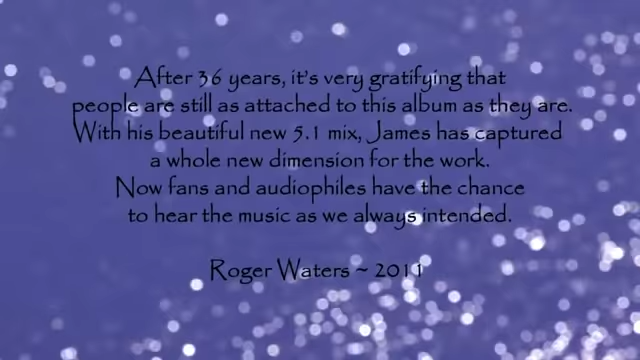 After 36 years, it's very gratifying that
people are still as attached to this album as they are.
With his beautiful new 5.1 mix, James has captured
a whole new dimension for the work.
Now fans and audiophiles have the chance
to hear the music as we always intended.
Roger Waters ~ 2011